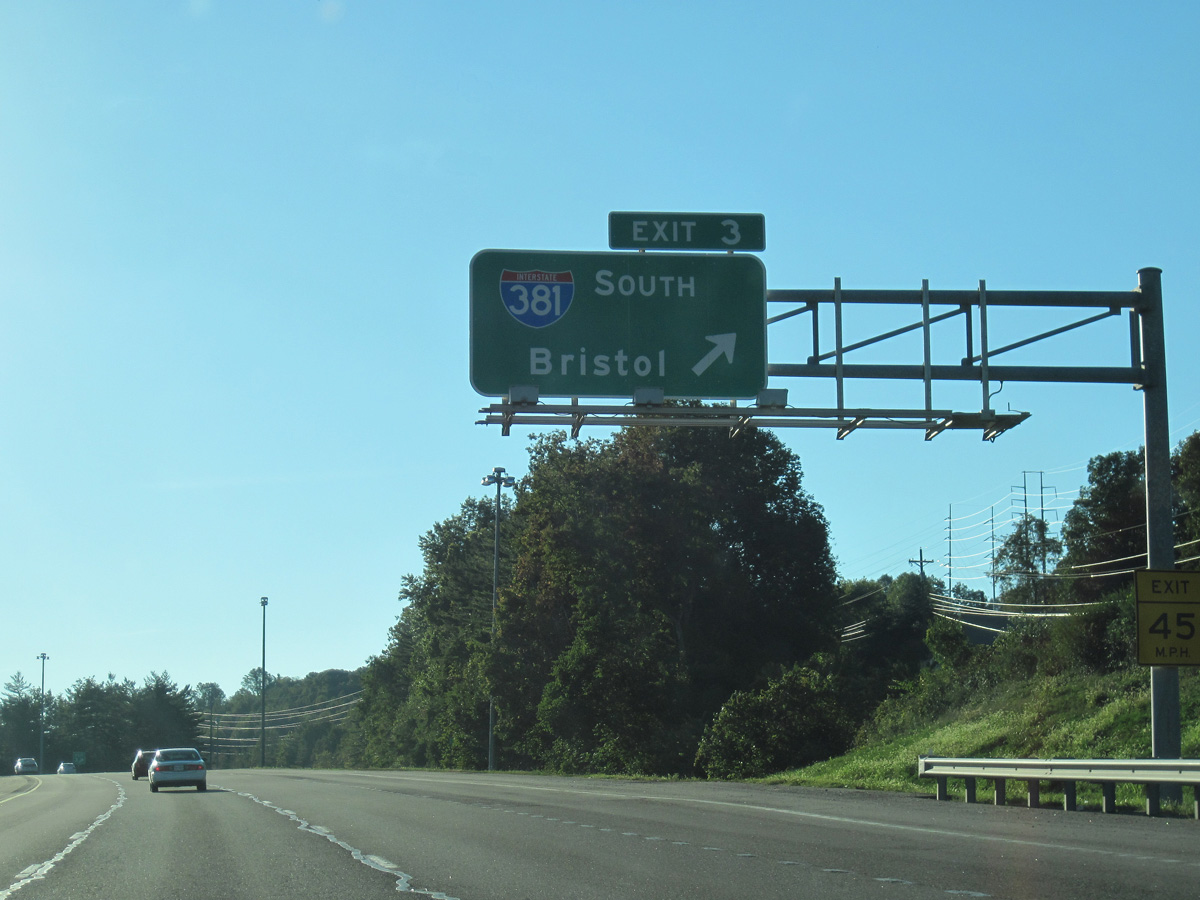 EXIT 3
INTERSTATE
381
SOUTH
Bristol
EXIT
45
M.P.H.